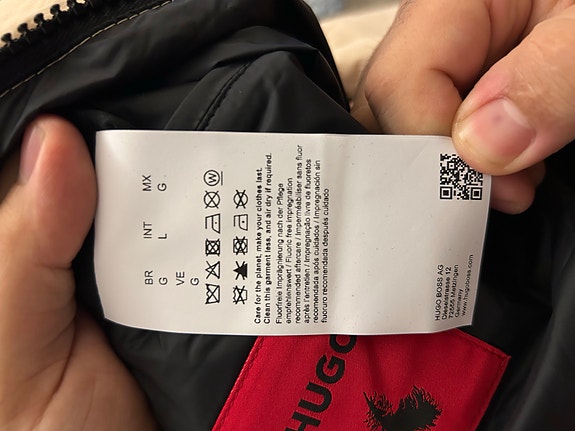 BR INT MX
G L G
VE
G
W
Care for the planet, make your clothes last.
Clean this garment less, and air dry if required.
Fluorfreie Imprägnierung nach der Pflege
empfehlenswert / Fluoric free impregnation
recommended aftercare / Imperméabiliser sans fluor
après l'entretien / Impregnação livre de fluoretos
recomendada após cuidados / Impregnación sin
fluoruro recomendada después cuidado
HUGO BOSS AG
Dieselstrasse 12
72555 Metzingen
Germany
www.hugoboss.com
HUGO